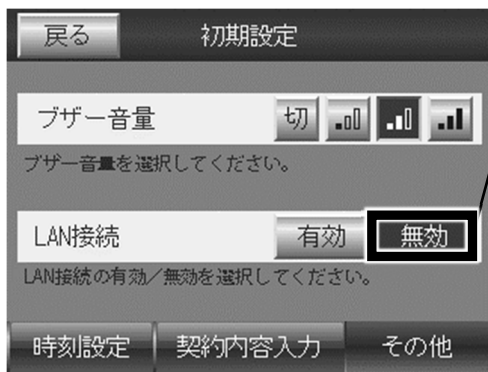 戻る 初期設定
ブザー音量 切
ブザー音量を選択してください。
LAN接続 有効 無効
LAN接続の有効/無効を選択してください。
時刻設定 契約内容入力 その他